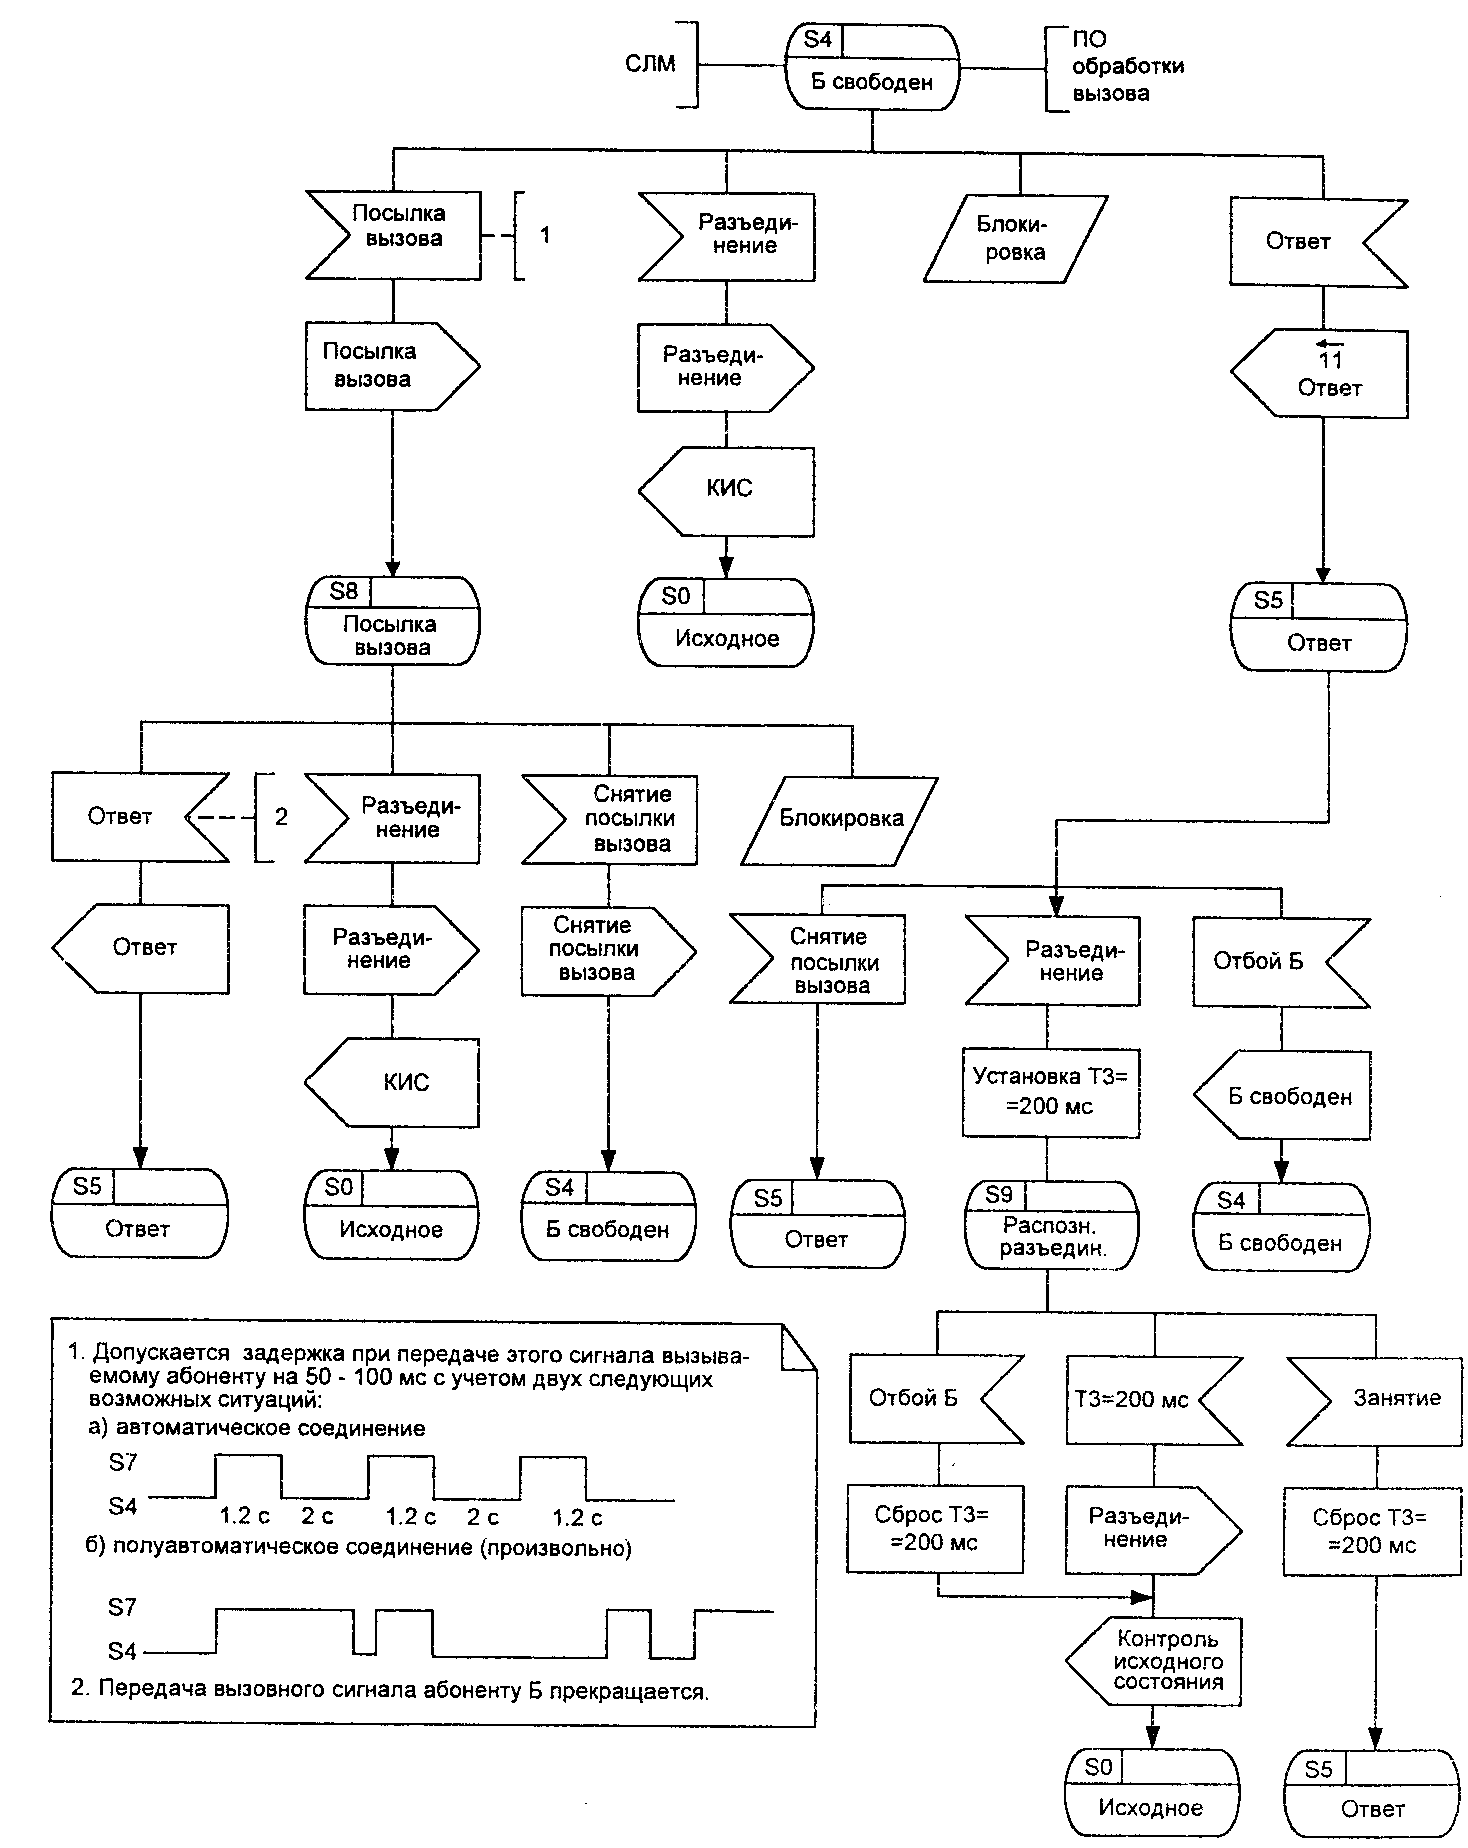 S4
СЛМ
Б свободен
ПО
обработки
вызова
Посылка
вызова
1
Разъеди-
нение
Блоки-
ровка
Ответ
Посылка
вызова
Разъеди-
нение
11
Ответ
КИС
S8
Посылка
вызова
S0
Исходное
S5
Ответ
Ответ
2
Разъеди-
нение
Снятие
посылки
вызова
Блокировка
Ответ
Разъеди-
нение
Снятие
посылки
вызова
Снятие
посылки
вызова
Разъеди-
нение
Отбой Б
КИС
Установка Т3=
=200 мс
Б свободен
S5
Ответ
S0
Исходное
S4
Б свободен
S5
Ответ
S9
Распозн.
разъедин.
S4
Б свободен
1. Допускается задержка при передаче этого сигнала вызыва-
емому абоненту на 50 - 100 мс с учетом двух следующих
возможных ситуаций:
а) автоматическое соединение
S7
S4
1.2 с 2 с 1.2 с 2 с 1.2 с
б) полуавтоматическое соединение (произвольно)
S7
S4
2. Передача вызовного сигнала абоненту Б прекращается.
Отбой Б
Т3=200 мс
Занятие
Сброс Т3=
=200 мс
Разъеди-
нение
Сброс Т3=
=200 мс
Контроль
исходного
состояния
S0
Исходное
S5
Ответ